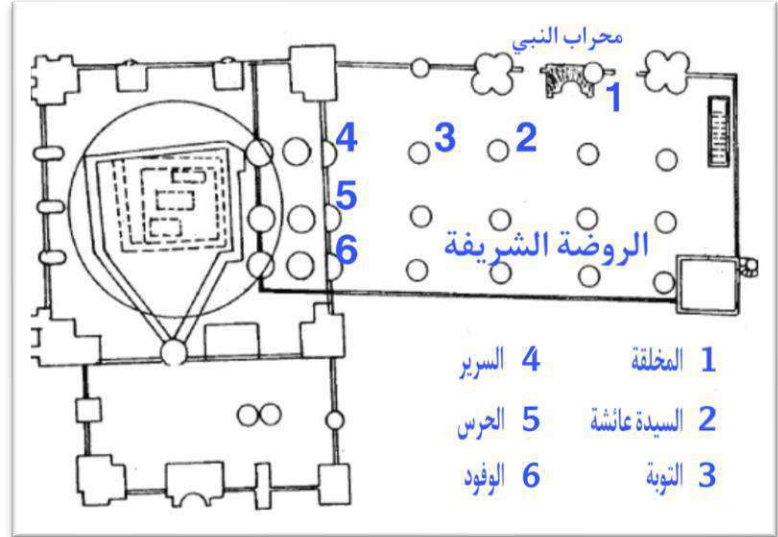 محراب النبي
1
4 3 2
5
الروضة الشريفة
6
1 المخلقة
4 السرير
2 السيدة عائشة
5 الحرس
3 التوبة
6 الوفود